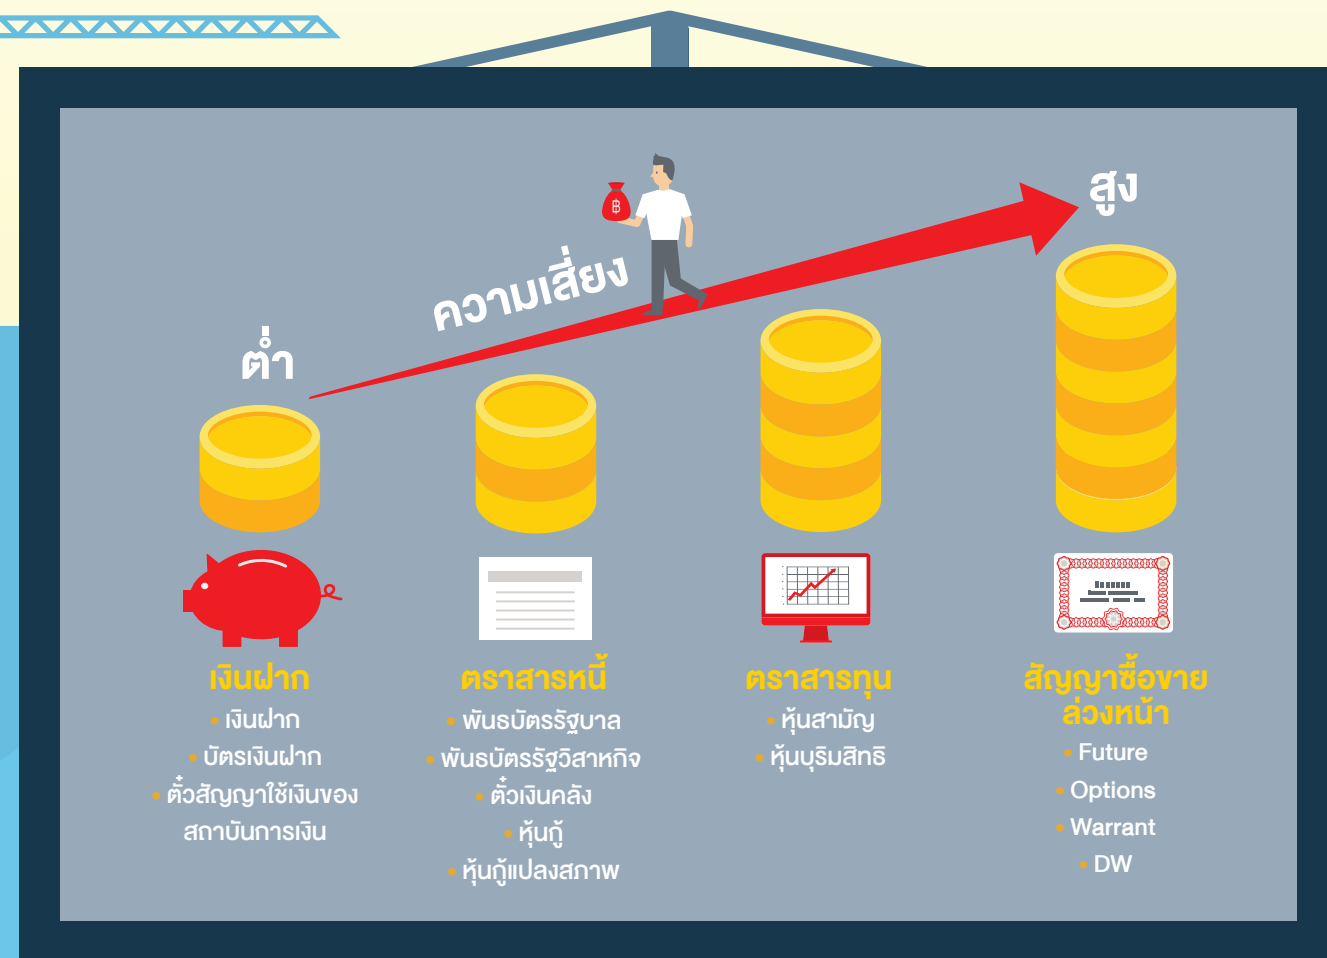 สูง
ความเสี่ยง
ต่ำ
฿
เงินฝาก
• เงินฝาก
• บัตรเงินฝาก
• ตั๋วสัญญาใช้เงินของ
สถาบันการเงิน
ตราสารหนี้
• พันธบัตรรัฐบาล
• พันธบัตรรัฐวิสาหกิจ
• ตั๋วเงินคลัง
• หุ้นกู้
• หุ้นกู้แปลงสภาพ
ตราสารทุน
• หุ้นสามัญ
• หุ้นบุริมสิทธิ
สัญญาซื้อขาย
ล่วงหน้า
• Future
• Options
• Warrant
• DW